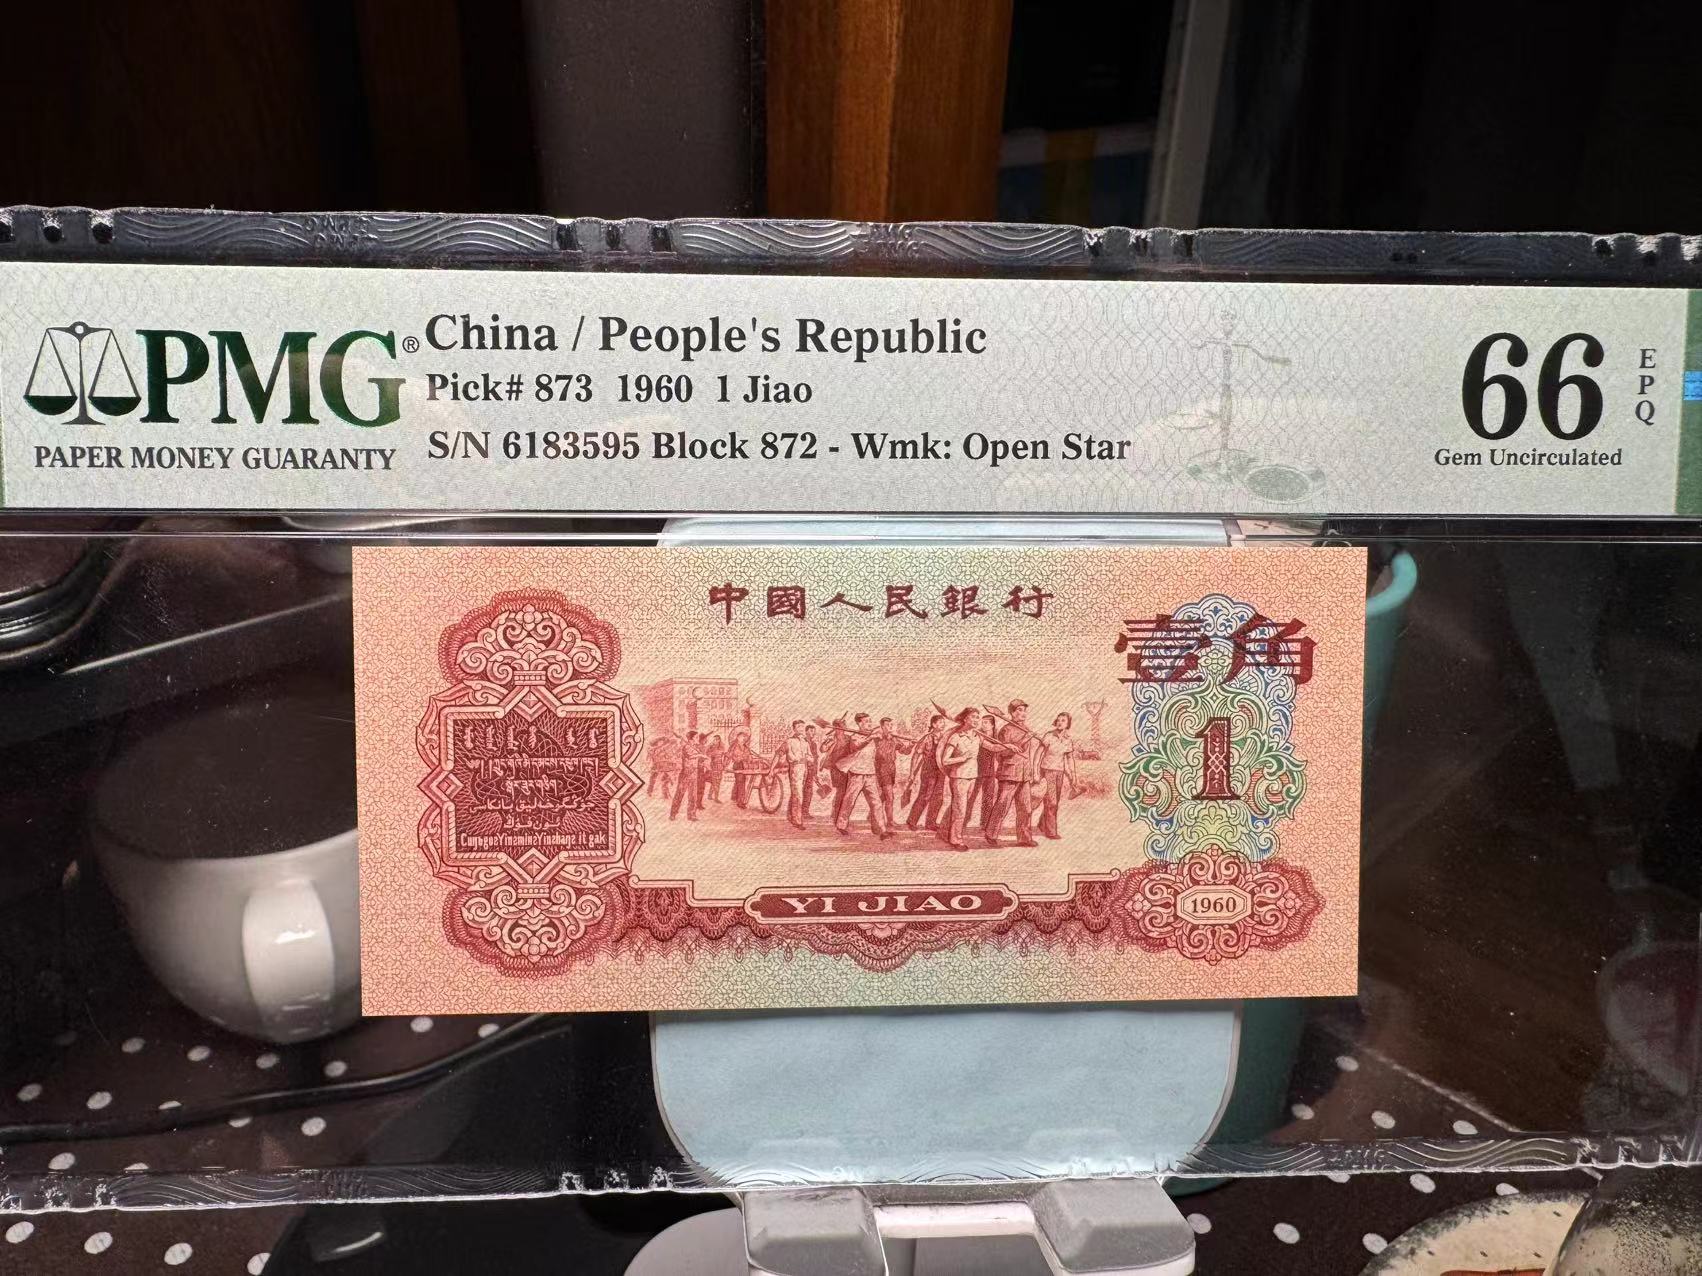 PMG®
PAPER MONEY GUARANTY
China / People's Republic
Pick# 873 1960 1 Jiao
S/N 6183595 Block 872 - Wmk: Open Star
66
EPQ
Gem Uncirculated
中國人民銀行
壹角
1
YI JIAO
1960